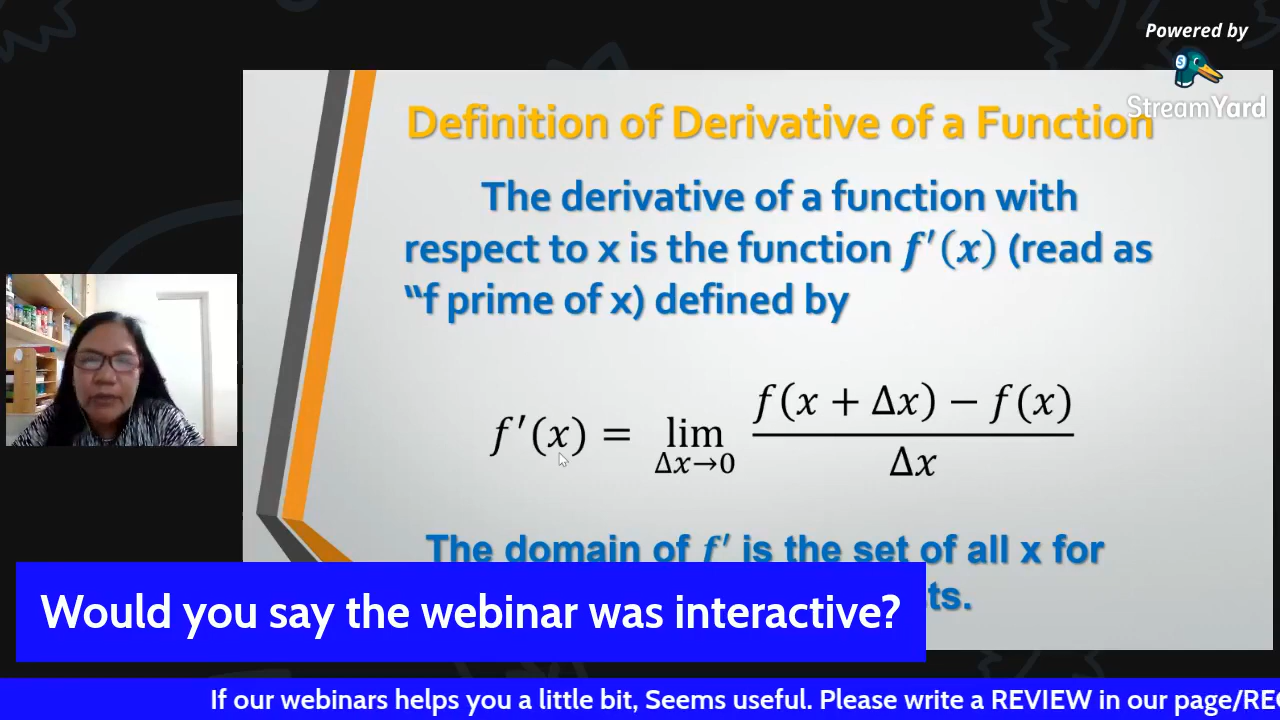 Powered by
StreamYard
Definition of Derivative of a Function
The derivative of a function with
respect to x is the function f′(x) (read as
“f prime of x) defined by
f′(x) = lim Δx→0 f(x + Δx) − f(x) / Δx
The domain of f′ is the set of all x for
ts.
Would you say the webinar was interactive?
If our webinars helps you a little bit, Seems useful. Please write a REVIEW in our page/